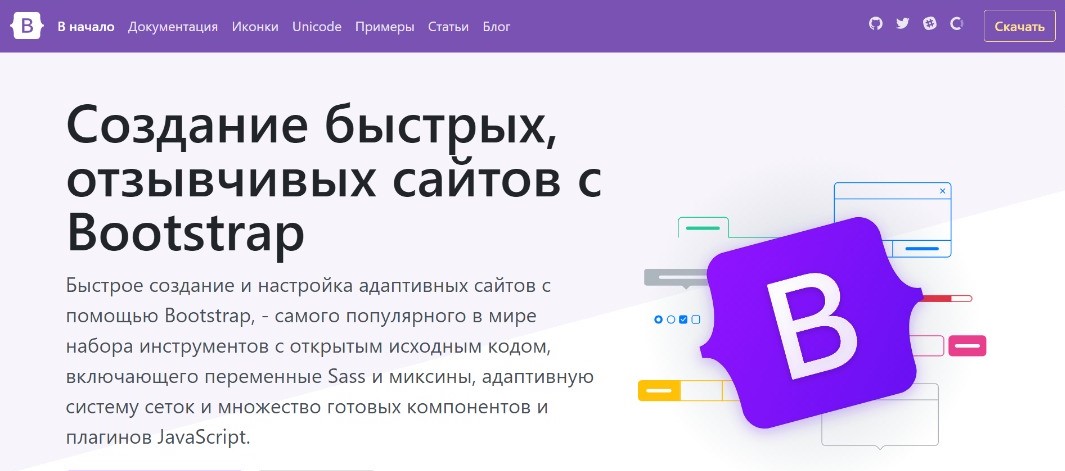 B В начало Документация Иконки Unicode Примеры Статьи Блог Скачать
Создание быстрых,
отзывчивых сайтов с
Bootstrap
Быстрое создание и настройка адаптивных сайтов с
помощью Bootstrap, - самого популярного в мире
набора инструментов с открытым исходным кодом,
включающего переменные Sass и миксины, адаптивную
систему сеток и множество готовых компонентов и
плагинов JavaScript.
B